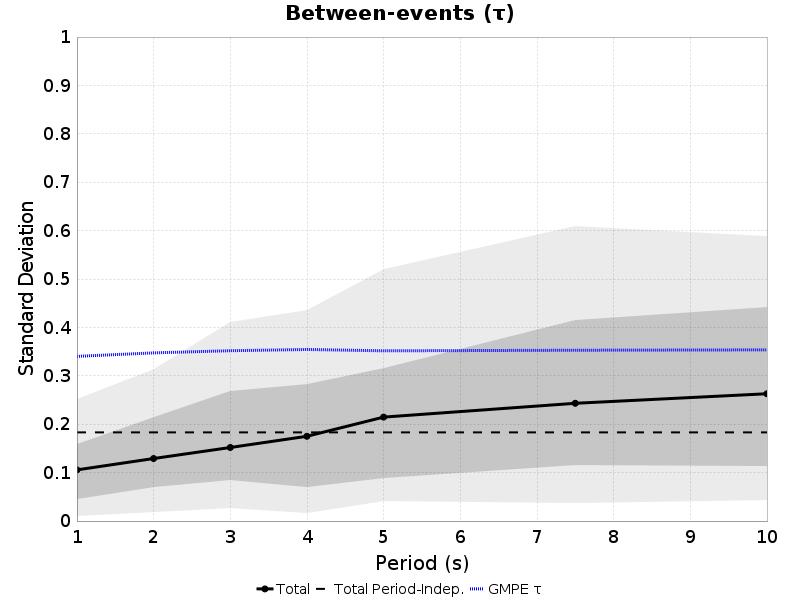 Between-events (τ)
Standard Deviation
1
0.9
0.8
0.7
0.6
0.5
0.4
0.3
0.2
0.1
0
1 2 3 4 5 6 7 8 9 10
Period (s)
Total Total Period-Indep. GMPE τ